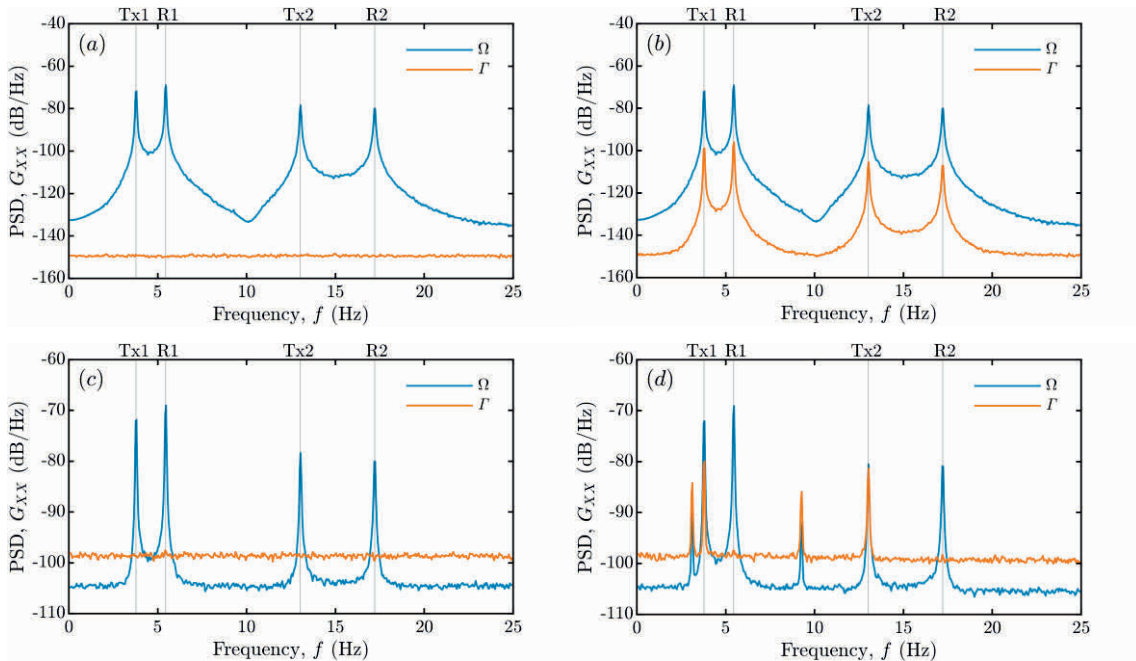 Tx1 R1 Tx2 R2
(a)
Ω
Γ
-40
-60
-80
-100
-120
-140
-160
PSD, G_XX (dB/Hz)
0 5 10 15 20 25
Frequency, f (Hz)
Tx1 R1 Tx2 R2
(b)
Ω
Γ
-40
-60
-80
-100
-120
-140
-160
PSD, G_XX (dB/Hz)
0 5 10 15 20 25
Frequency, f (Hz)
Tx1 R1 Tx2 R2
(c)
Ω
Γ
-60
-70
-80
-90
-100
-110
PSD, G_XX (dB/Hz)
0 5 10 15 20 25
Frequency, f (Hz)
Tx1 R1 Tx2 R2
(d)
Ω
Γ
-60
-70
-80
-90
-100
-110
PSD, G_XX (dB/Hz)
0 5 10 15 20 25
Frequency, f (Hz)